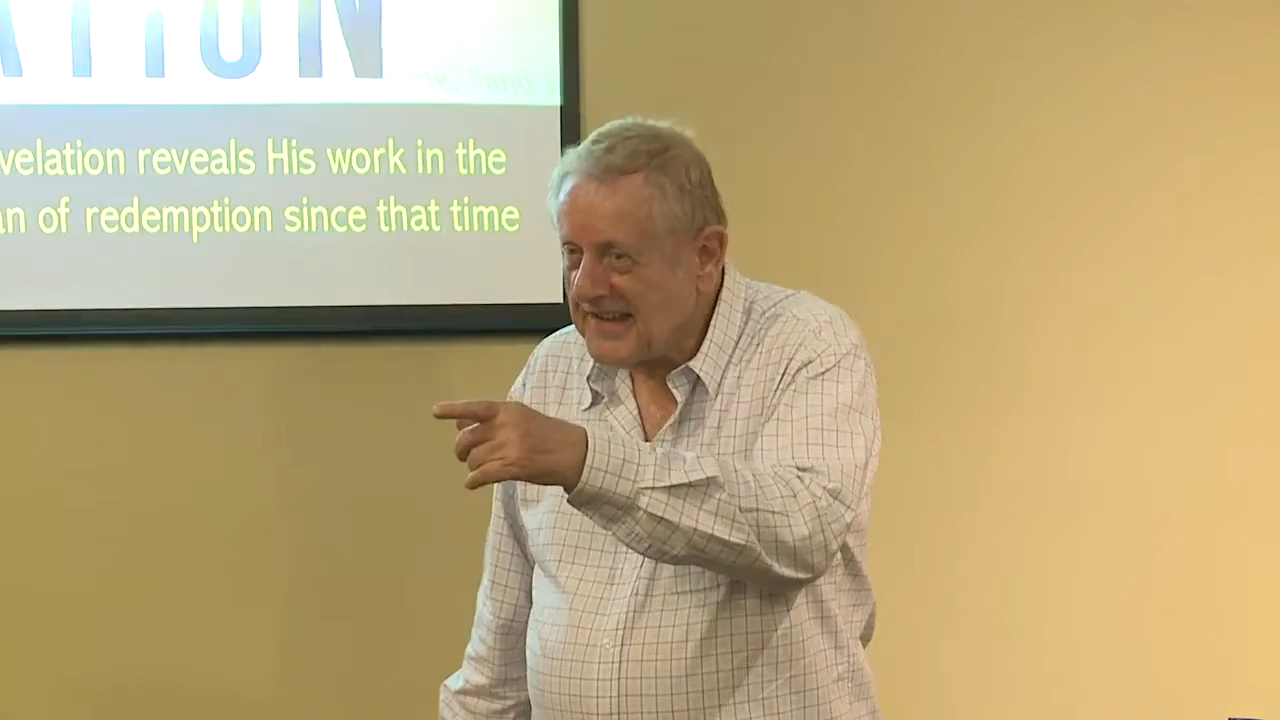 ATION
velation reveals His work in the
an of redemption since that time